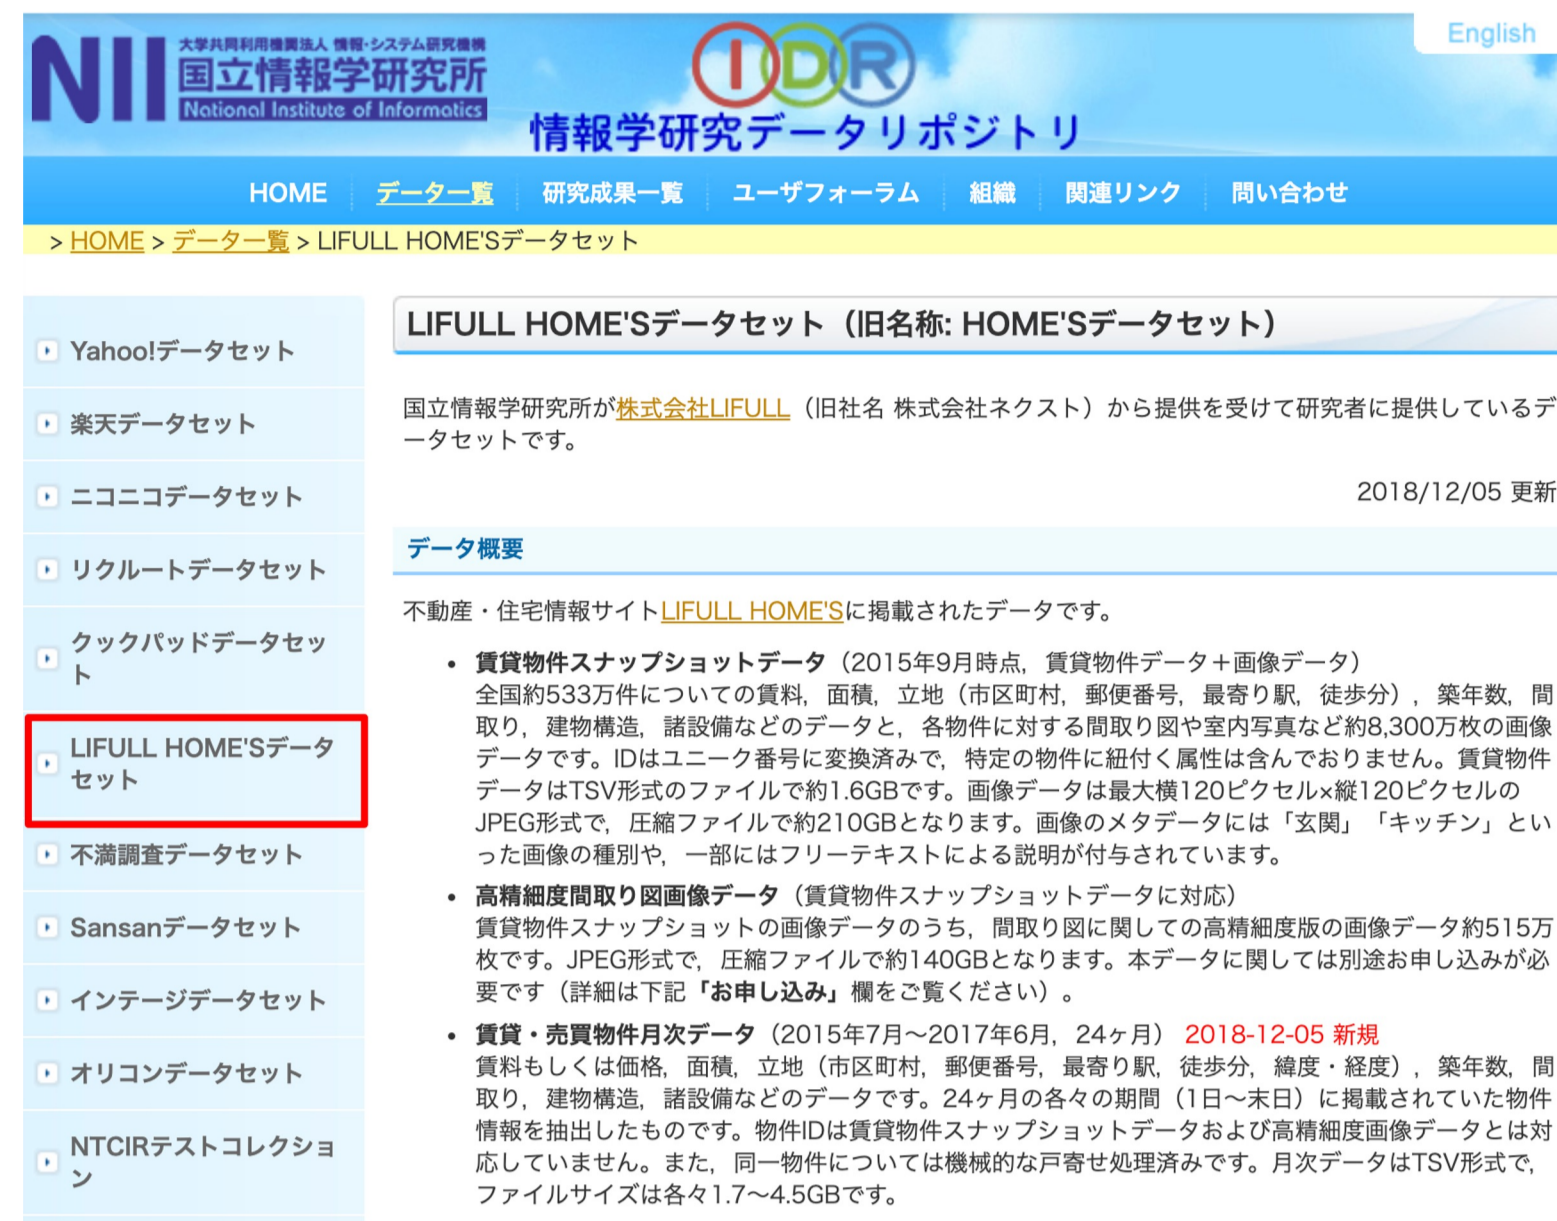 English
NII
大学共同利用機関法人 情報・システム研究機構
国立情報学研究所
National Institute of Informatics
IDR
情報学研究データリポジトリ
HOME データ一覧 研究成果一覧 ユーザフォーラム 組織 関連リンク 問い合わせ
> HOME > データ一覧 > LIFULL HOME'Sデータセット
Yahoo!データセット
楽天データセット
ニコニコデータセット
リクルートデータセット
クックパッドデータセッ
ト
LIFULL HOME'Sデータ
セット
不満調査データセット
Sansanデータセット
インテージデータセット
オリコンデータセット
NTCIRテストコレクショ
ン
LIFULL HOME'Sデータセット（旧名称: HOME'Sデータセット）
国立情報学研究所が株式会社LIFULL（旧社名 株式会社ネクスト）から提供を受けて研究者に提供しているデ
ータセットです。
2018/12/05 更新
データ概要
不動産・住宅情報サイトLIFULL HOME'Sに掲載されたデータです。
• 賃貸物件スナップショットデータ（2015年9月時点，賃貸物件データ＋画像データ）
全国約533万件についての賃料，面積，立地（市区町村，郵便番号，最寄り駅，徒歩分），築年数，間
取り，建物構造，諸設備などのデータと，各物件に対する間取り図や室内写真など約8,300万枚の画像
データです。IDはユニーク番号に変換済みで，特定の物件に紐付く属性は含んでおりません。賃貸物件
データはTSV形式のファイルで約1.6GBです。画像データは最大横120ピクセル×縦120ピクセルの
JPEG形式で，圧縮ファイルで約210GBとなります。画像のメタデータには「玄関」「キッチン」とい
った画像の種別や，一部にはフリーテキストによる説明が付与されています。
• 高精細度間取り図画像データ（賃貸物件スナップショットデータに対応）
賃貸物件スナップショットの画像データのうち，間取り図に関しての高精細度版の画像データ約515万
枚です。JPEG形式で，圧縮ファイルで約140GBとなります。本データに関しては別途お申し込みが必
要です（詳細は下記「お申し込み」欄をご覧ください）。
• 賃貸・売買物件月次データ（2015年7月～2017年6月，24ヶ月） 2018-12-05 新規
賃料もしくは価格，面積，立地（市区町村，郵便番号，最寄り駅，徒歩分，緯度・経度），築年数，間
取り，建物構造，諸設備などのデータです。24ヶ月の各々の期間（1日～末日）に掲載されていた物件
情報を抽出したものです。物件IDは賃貸物件スナップショットデータおよび高精細度画像データとは対
応していません。また，同一物件については機械的な戸寄せ処理済みです。月次データはTSV形式で，
ファイルサイズは各々1.7～4.5GBです。